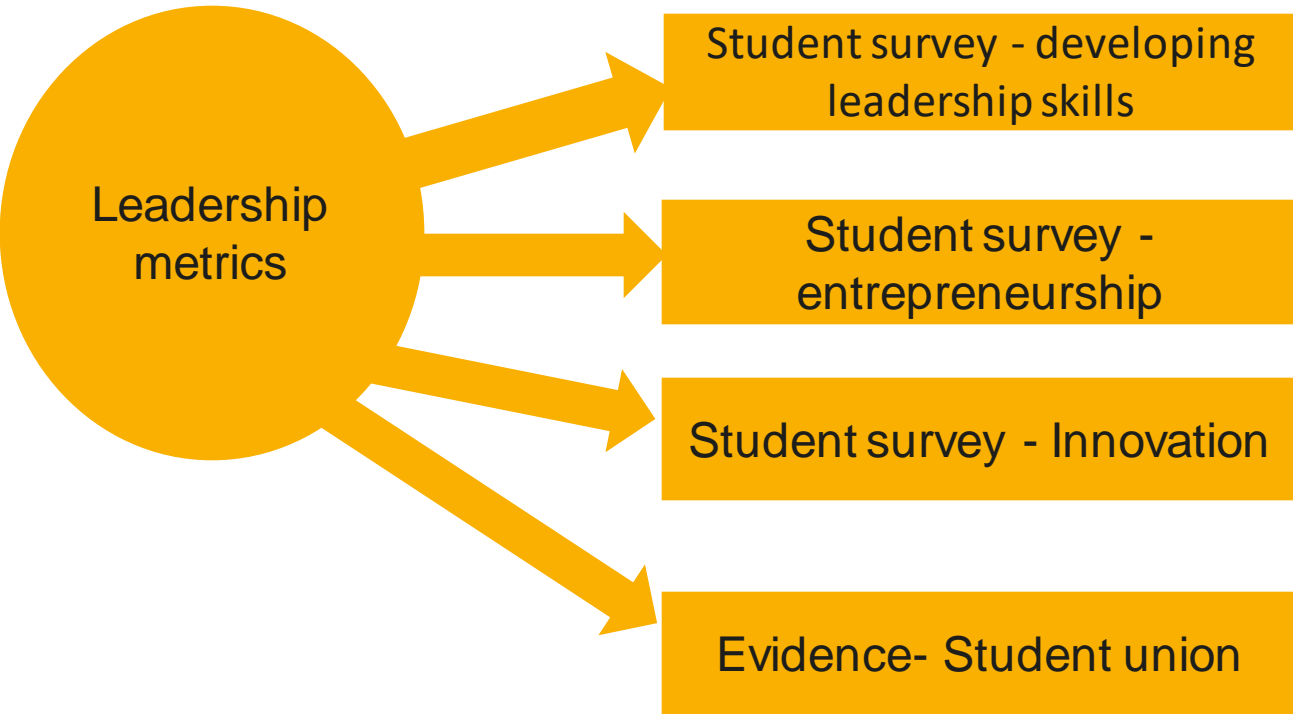 Leadership
metrics
Student survey - developing
leadership skills
Student survey -
entrepreneurship
Student survey - Innovation
Evidence- Student union